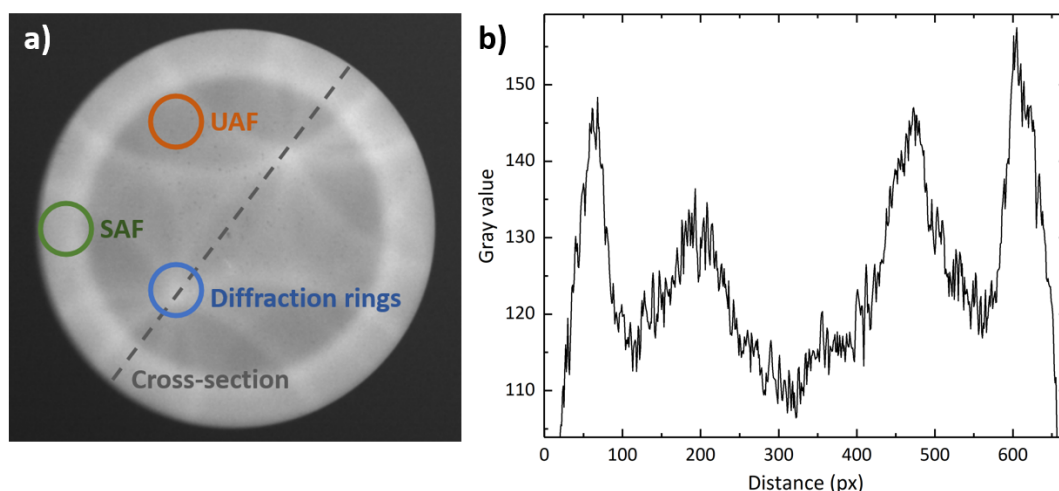 a)
UAF
SAF
Diffraction rings
Cross-section
b)
Gray value
150
140
130
120
110
0
100
200
300
400
500
600
Distance (px)